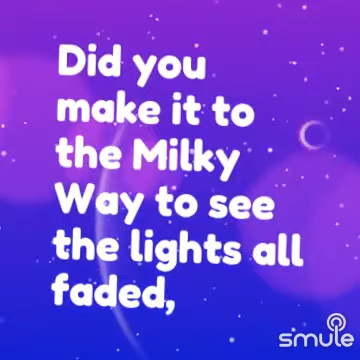 Did you
make it to
the Milky
Way to see
the lights all
faded,
smule